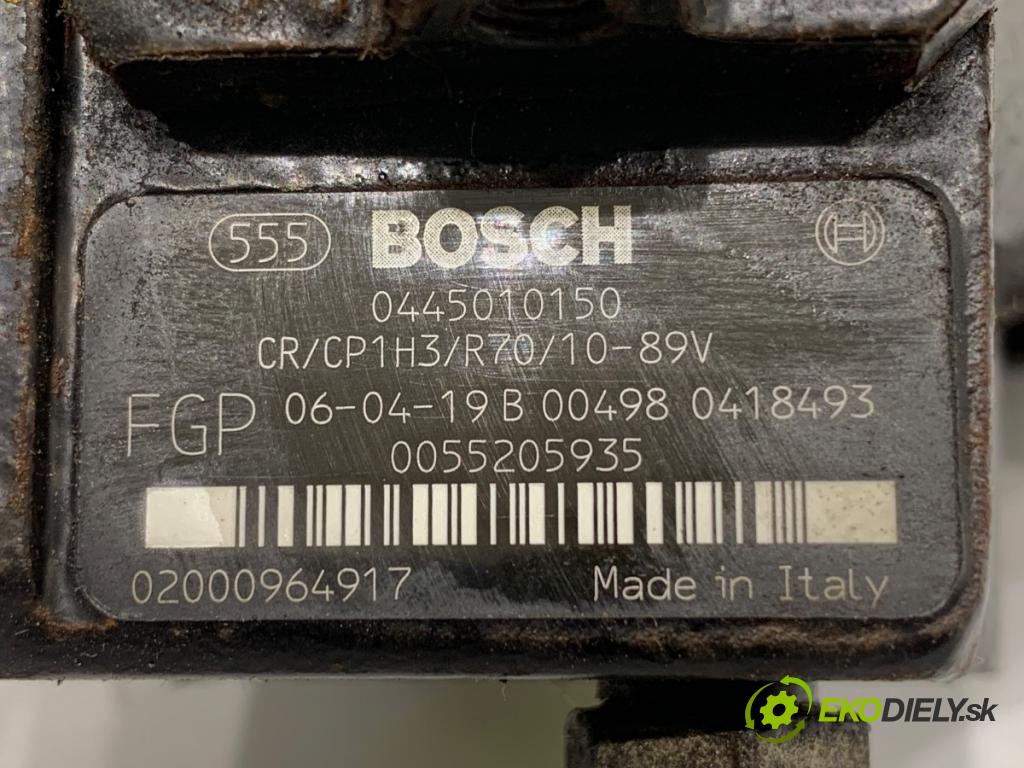 555 BOSCH
0445010150
CR/CP1H3/R70/10-89V
FGP 06-04-19 B 00498 0418493
0055205935
02000964917 Made in Italy
EKODIELY.sk